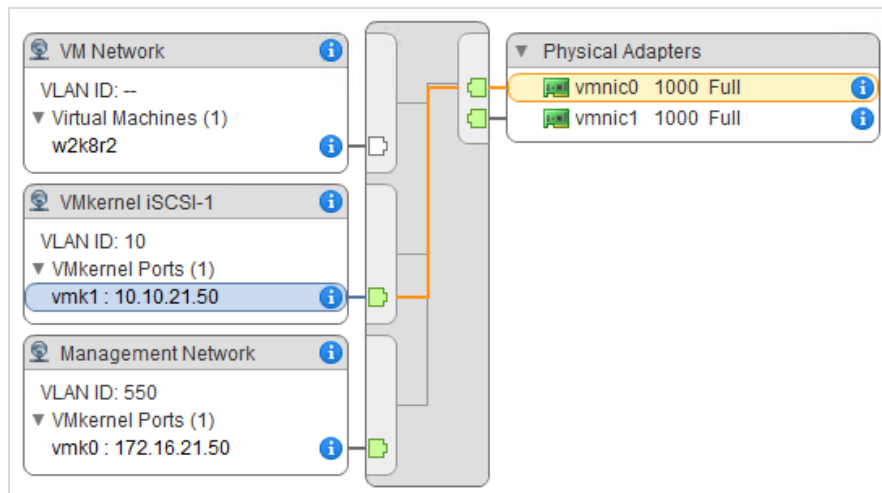 VM Network
VLAN ID: --
Virtual Machines (1)
w2k8r2
VMkernel iSCSI-1
VLAN ID: 10
VMkernel Ports (1)
vmk1 : 10.10.21.50
Management Network
VLAN ID: 550
VMkernel Ports (1)
vmk0 : 172.16.21.50
Physical Adapters
vmnic0 1000 Full
vmnic1 1000 Full